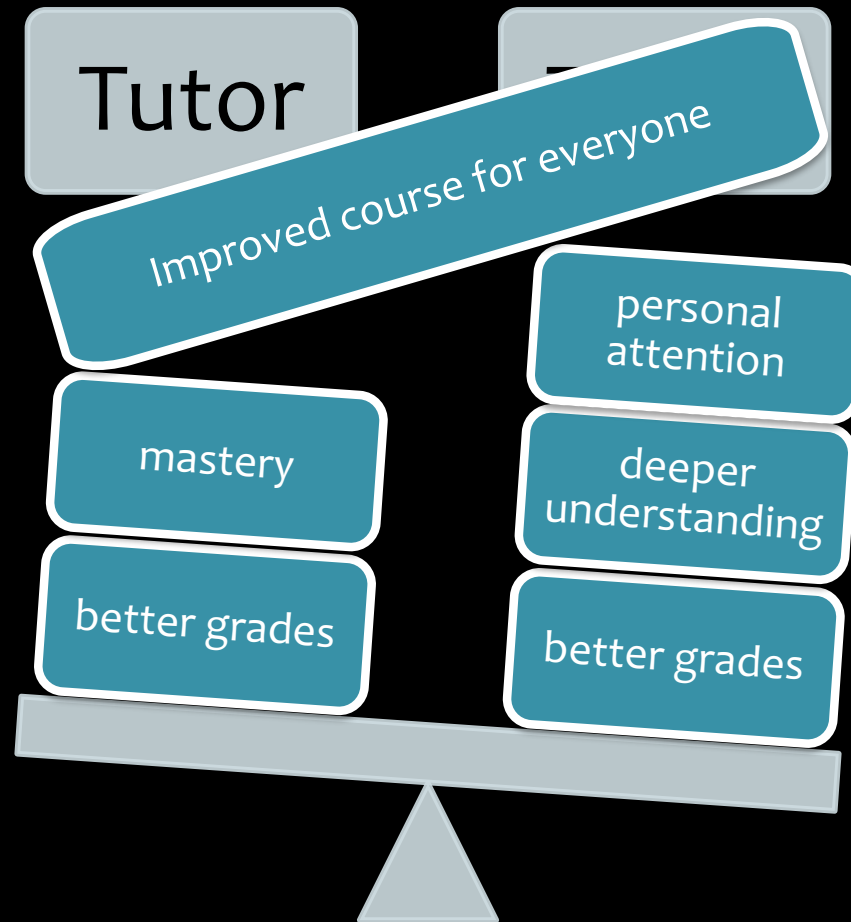 Tutor
Improved course for everyone
personal
attention
mastery
deeper
understanding
better grades
better grades